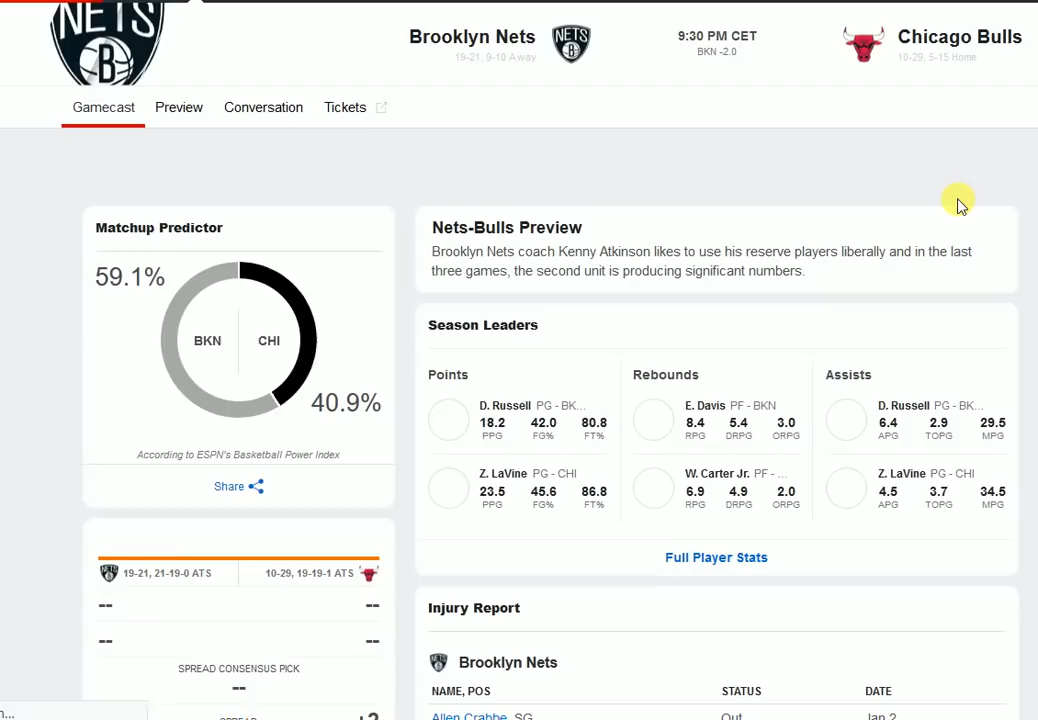 NETS
B
Brooklyn Nets
19-21, 9-10 Away
NETS
B
9:30 PM CET
BKN -2.0
Chicago Bulls
10-29, 5-15 Home
Gamecast Preview Conversation Tickets
Matchup Predictor
59.1%
BKN CHI
40.9%
According to ESPN's Basketball Power Index
Share
19-21, 21-19-0 ATS 10-29, 19-19-1 ATS
-- --
-- --
SPREAD CONSENSUS PICK
--
Nets-Bulls Preview
Brooklyn Nets coach Kenny Atkinson likes to use his reserve players liberally and in the last
three games, the second unit is producing significant numbers.
Season Leaders
Points Rebounds Assists
D. Russell PG - BK... E. Davis PF - BKN D. Russell PG - BK...
18.2 42.0 80.8 8.4 5.4 3.0 6.4 2.9 29.5
PPG FG% FT% RPG DRPG ORPG APG TOPG MPG
Z. LaVine PG - CHI W. Carter Jr. PF - ... Z. LaVine PG - CHI
23.5 45.6 86.8 6.9 4.9 2.0 4.5 3.7 34.5
PPG FG% FT% RPG DRPG ORPG APG TOPG MPG
Full Player Stats
Injury Report
Brooklyn Nets
NAME, POS STATUS DATE
Allen Crabbe, SG Out Jan 2